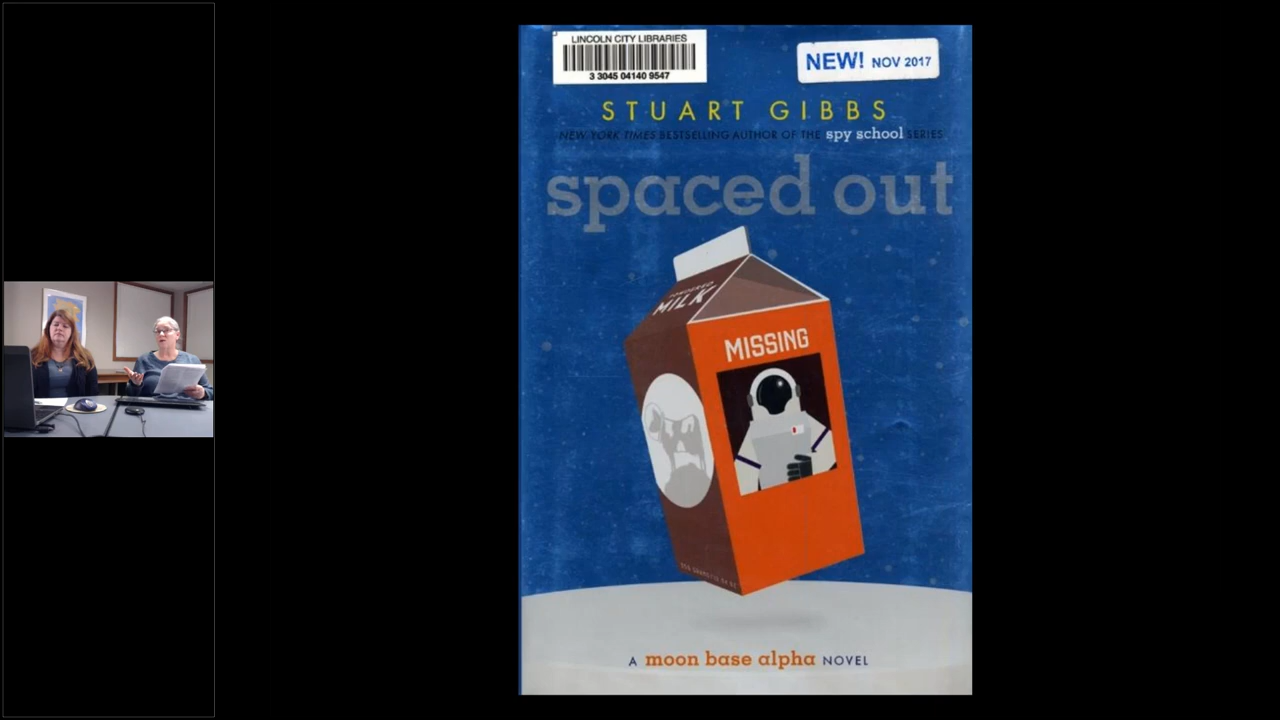 LINCOLN CITY LIBRARIES
3 3045 04140 9547
NEW! NOV 2017
STUART GIBBS
NEW YORK TIMES BESTSELLING AUTHOR OF THE spy school SERIES
spaced out
POWDERED
MILK
MISSING
A moon base alpha NOVEL